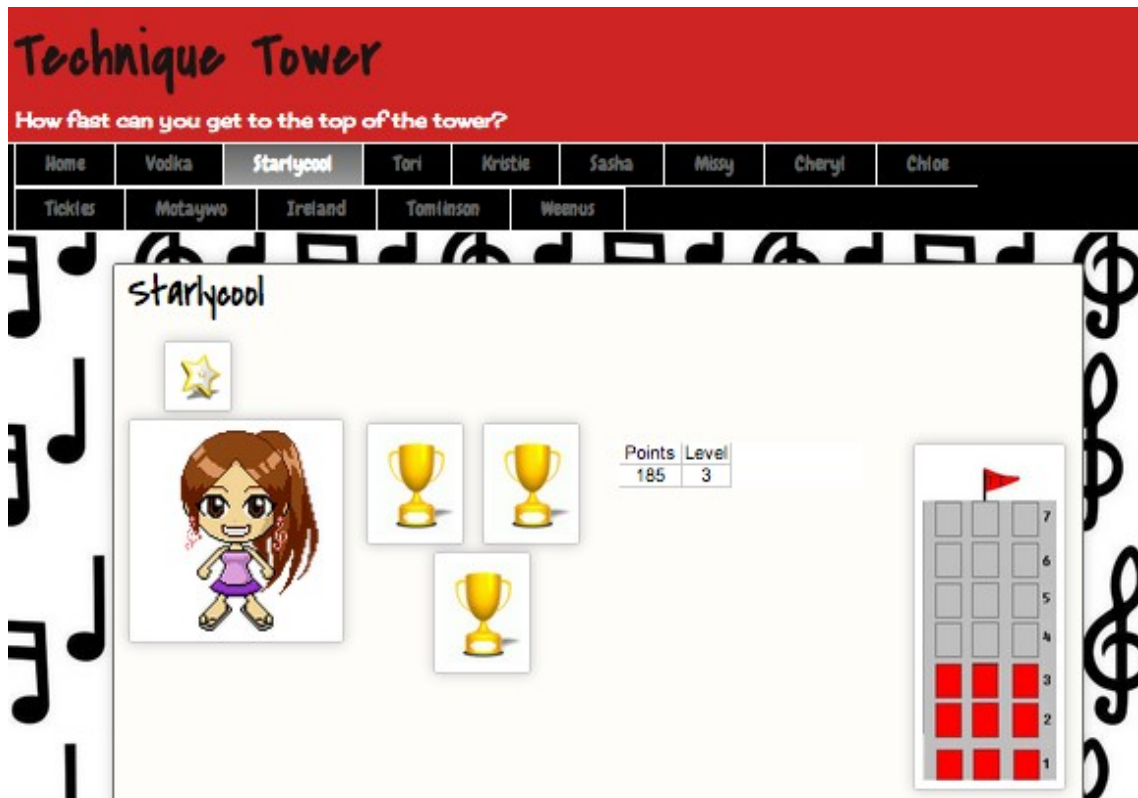 Technique Tower
How fast can you get to the top of the tower?
Home Vodka Starlycool Tori Kristie Sasha Missy Cheryl Chloe
Tickles Motaywo Ireland Tomlinson Weenus
Starlycool
Points Level
185 3
7
6
5
4
3
2
1